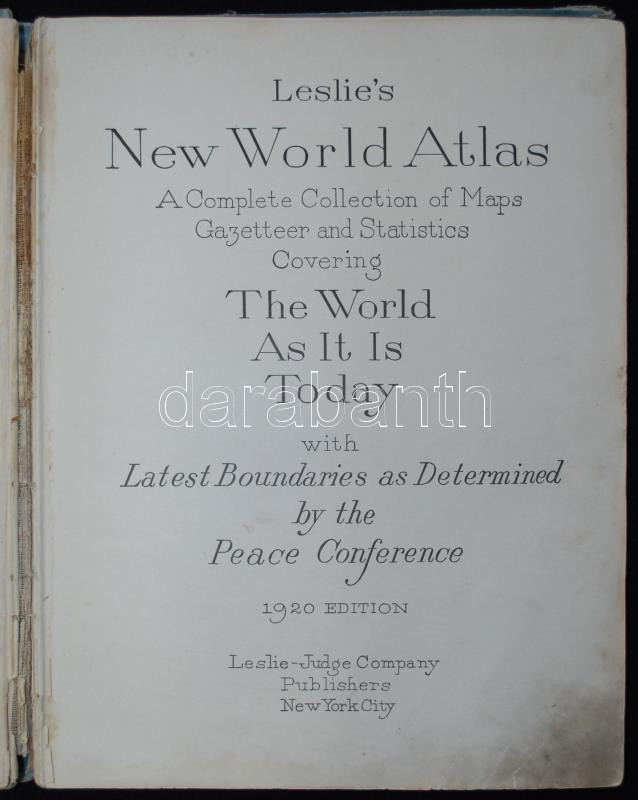 Leslie's
New World Atlas
A Complete Collection of Maps
Gazetteer and Statistics
Covering
The World
As It Is
Today
darabanth
with
Latest Boundaries as Determined
by the
Peace Conference
1920 EDITION
Leslie-Judge Company
Publishers
New York City